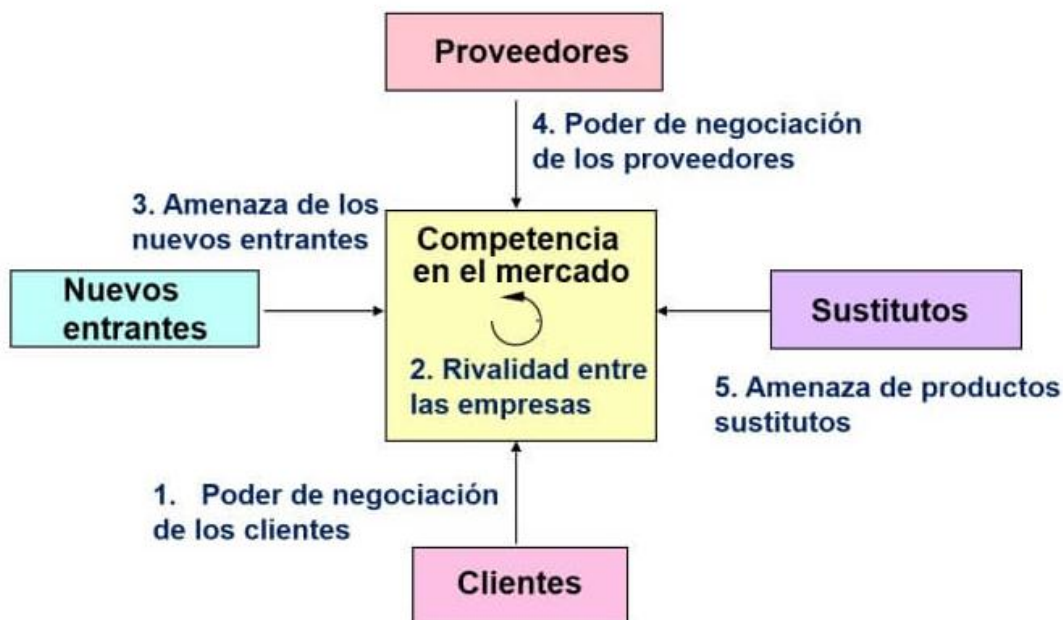 Proveedores
4. Poder de negociación
de los proveedores
3. Amenaza de los
nuevos entrantes
Competencia
en el mercado
Nuevos
entrantes
Sustitutos
2. Rivalidad entre
las empresas
5. Amenaza de productos
sustitutos
1. Poder de negociación
de los clientes
Clientes